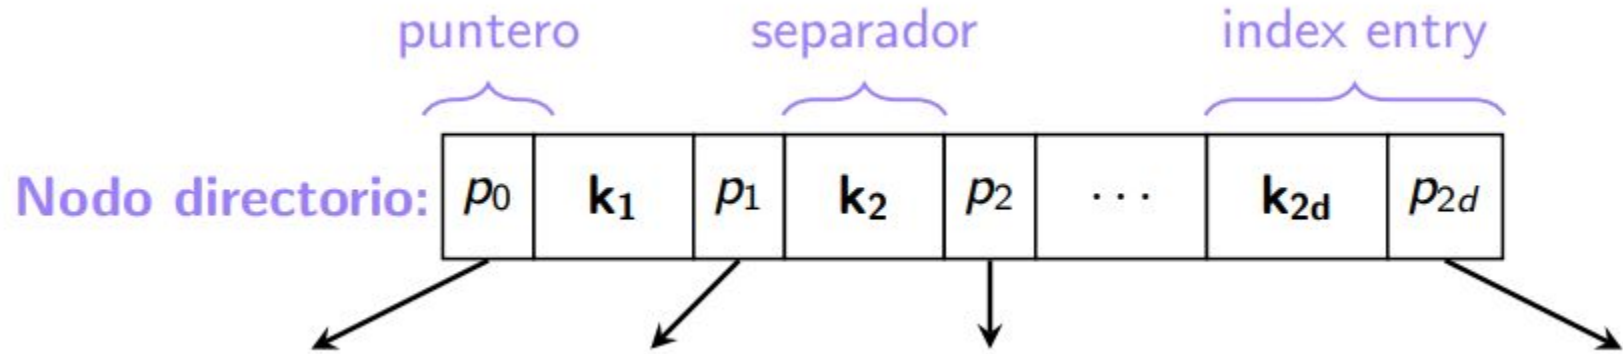 puntero separador index entry
Nodo directorio: p₀ k₁ p₁ k₂ p₂ ... k₂d p₂d